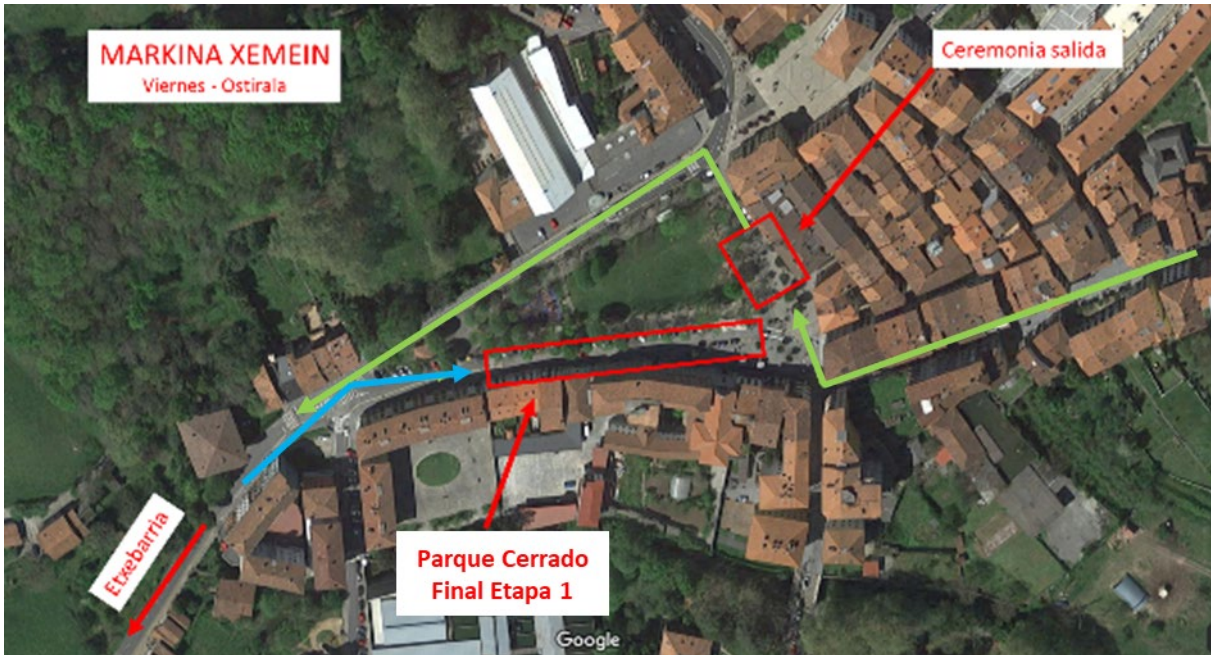 MARKINA XEMEIN
Viernes - Ostirala
Ceremonia salida
Etxebarria
Parque Cerrado
Final Etapa 1
Google